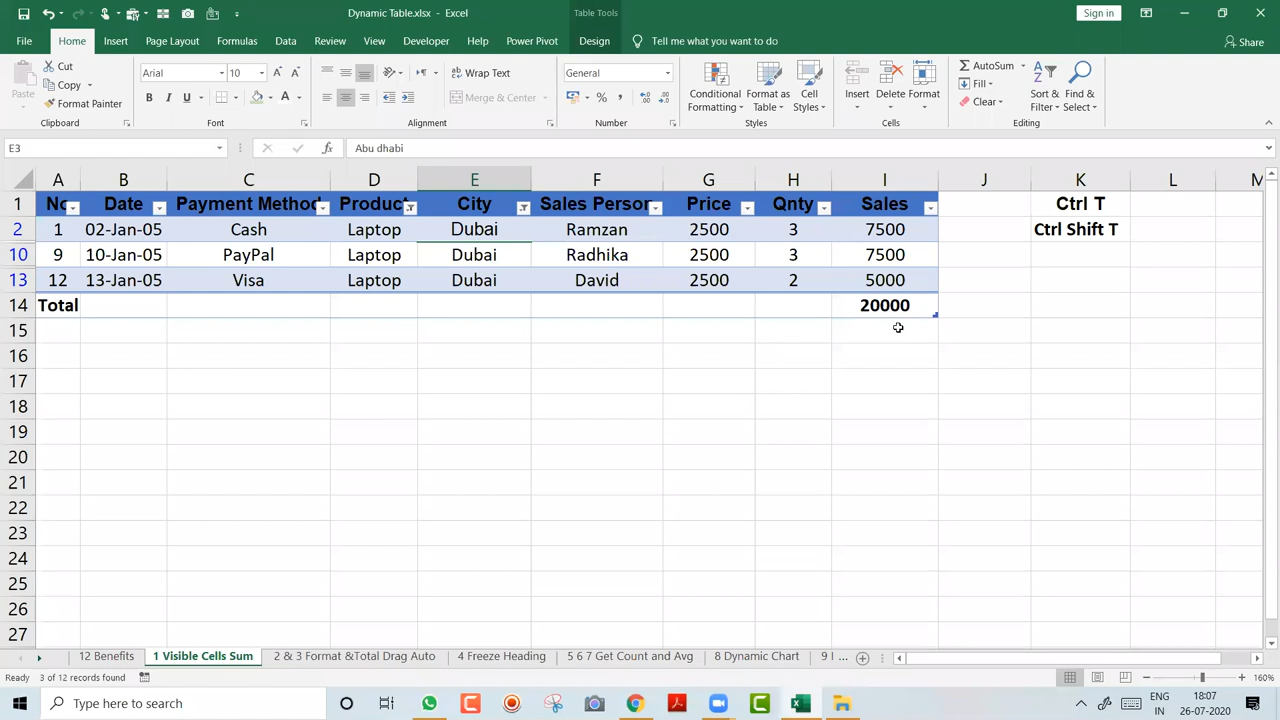 Dynamic Table.xlsx - Excel
Table Tools
Sign in
File Home Insert Page Layout Formulas Data Review View Developer Help Power Pivot Design Tell me what you want to do Share
Paste
Cut
Copy
Format Painter
Clipboard
Arial 10
B I U
Font
Wrap Text
Merge & Center
Alignment
General
Number
Conditional Formatting
Format as Table
Cell Styles
Styles
Insert Delete Format
Cells
AutoSum
Fill
Clear
Sort & Filter
Find & Select
Editing
E3 fx Abu dhabi
A B C D E F G H I J K L M
1 No Date Payment Method Product City Sales Person Price Qnty Sales Ctrl T
2 1 02-Jan-05 Cash Laptop Dubai Ramzan 2500 3 7500 Ctrl Shift T
10 9 10-Jan-05 PayPal Laptop Dubai Radhika 2500 3 7500
13 12 13-Jan-05 Visa Laptop Dubai David 2500 2 5000
14 Total 20000
15
16
17
18
19
20
21
22
23
24
25
26
27
12 Benefits 1 Visible Cells Sum 2 & 3 Format &Total Drag Auto 4 Freeze Heading 5 6 7 Get Count and Avg 8 Dynamic Chart 9 I ...
Ready 3 of 12 records found 160%
Type here to search
ENG
IN
18:07
26-07-2020